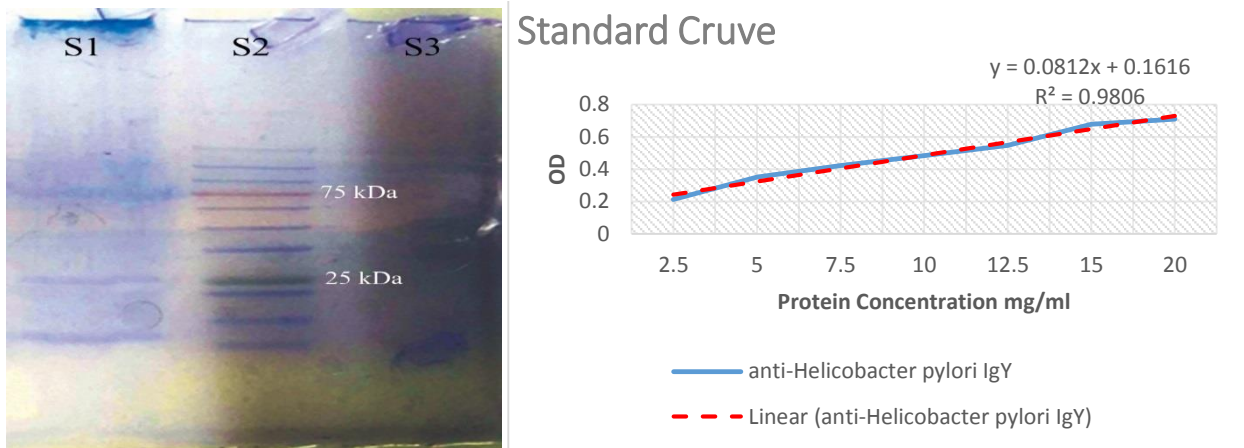 S1 S2 S3
75 kDa
25 kDa
Standard Cruve
y = 0.0812x + 0.1616
R² = 0.9806
0.8
0.6
0.4
0.2
0
OD
2.5 5 7.5 10 12.5 15 20
Protein Concentration mg/ml
anti-Helicobacter pylori IgY
Linear (anti-Helicobacter pylori IgY)